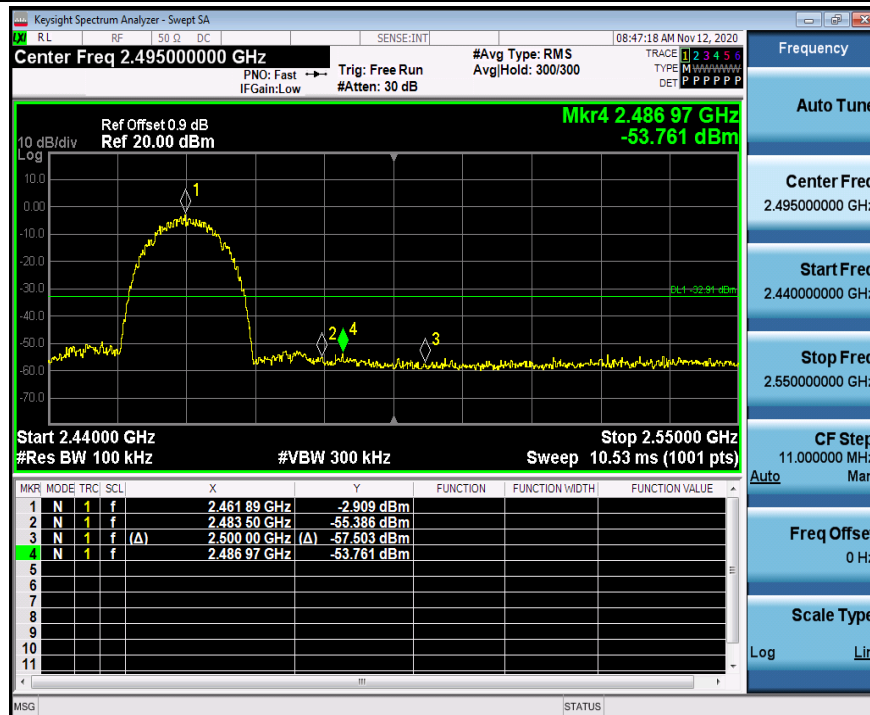 Keysight Spectrum Analyzer - Swept SA
LXI RL RF 50 Ω DC SENSE:INT 08:47:18 AM Nov 12, 2020
Center Freq 2.495000000 GHz #Avg Type: RMS TRACE 1 2 3 4 5 6
PNO: Fast Trig: Free Run Avg|Hold: 300/300 TYPE M WWWWW
IFGain:Low #Atten: 30 dB DET P P P P P P
Mkr4 2.486 97 GHz
-53.761 dBm
Ref Offset 0.9 dB
10 dB/div Ref 20.00 dBm
Log
10.0
0.00
-10.0
-20.0
-30.0
-40.0
-50.0
-60.0
-70.0
1
2
4
3
DL1 -32.91 dBm
Start 2.44000 GHz Stop 2.55000 GHz
#Res BW 100 kHz #VBW 300 kHz Sweep 10.53 ms (1001 pts)
MKR MODE TRC SCL X Y FUNCTION FUNCTION WIDTH FUNCTION VALUE
1 N 1 f 2.461 89 GHz -2.909 dBm
2 N 1 f 2.483 50 GHz -55.386 dBm
3 N 1 f (Δ) 2.500 00 GHz (Δ) -57.503 dBm
4 N 1 f 2.486 97 GHz -53.761 dBm
5
6
7
8
9
10
11
MSG STATUS
Frequency
Auto Tune
Center Freq
2.495000000 GHz
Start Freq
2.440000000 GHz
Stop Freq
2.550000000 GHz
CF Step
11.000000 MHz
Auto Man
Freq Offset
0 Hz
Scale Type
Log Lin